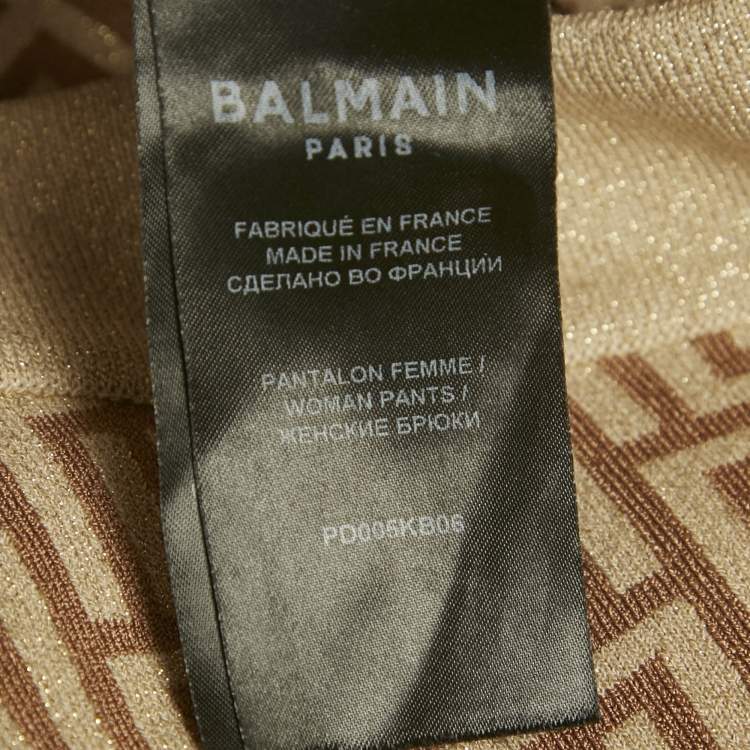 BALMAIN
PARIS
FABRIQUÉ EN FRANCE
MADE IN FRANCE
СДЕЛАНО ВО ФРАНЦИИ
PANTALON FEMME /
WOMAN PANTS /
ЖЕНСКИЕ БРЮКИ
PD005KB06